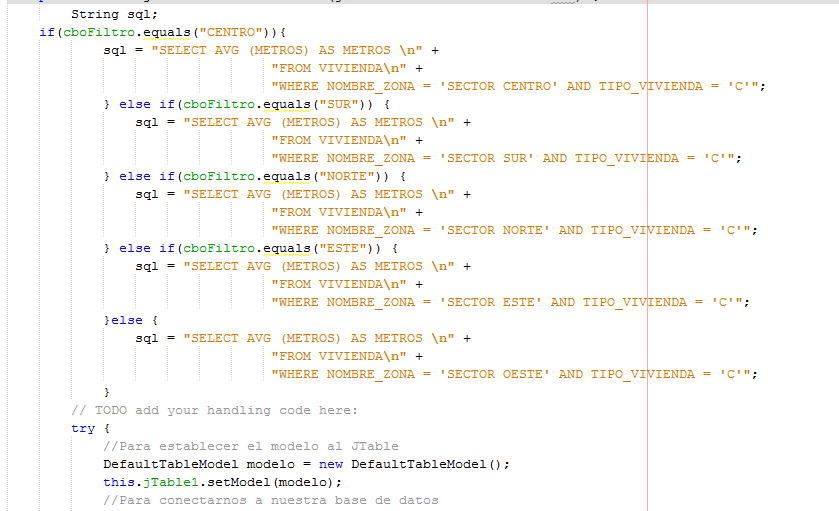 String sql;
if(cboFiltro.equals("CENTRO")){
sql = "SELECT AVG (METROS) AS METROS \n" +
"FROM VIVIENDA\n" +
"WHERE NOMBRE_ZONA = 'SECTOR CENTRO' AND TIPO_VIVIENDA = 'C'";
} else if(cboFiltro.equals("SUR")) {
sql = "SELECT AVG (METROS) AS METROS \n" +
"FROM VIVIENDA\n" +
"WHERE NOMBRE_ZONA = 'SECTOR SUR' AND TIPO_VIVIENDA = 'C'";
} else if(cboFiltro.equals("NORTE")) {
sql = "SELECT AVG (METROS) AS METROS \n" +
"FROM VIVIENDA\n" +
"WHERE NOMBRE_ZONA = 'SECTOR NORTE' AND TIPO_VIVIENDA = 'C'";
} else if(cboFiltro.equals("ESTE")) {
sql = "SELECT AVG (METROS) AS METROS \n" +
"FROM VIVIENDA\n" +
"WHERE NOMBRE_ZONA = 'SECTOR ESTE' AND TIPO_VIVIENDA = 'C'";
}else {
sql = "SELECT AVG (METROS) AS METROS \n" +
"FROM VIVIENDA\n" +
"WHERE NOMBRE_ZONA = 'SECTOR OESTE' AND TIPO_VIVIENDA = 'C'";
}
// TODO add your handling code here:
try {
//Para establecer el modelo al JTable
DefaultTableModel modelo = new DefaultTableModel();
this.jTable1.setModel(modelo);
//Para conectarnos a nuestra base de datos